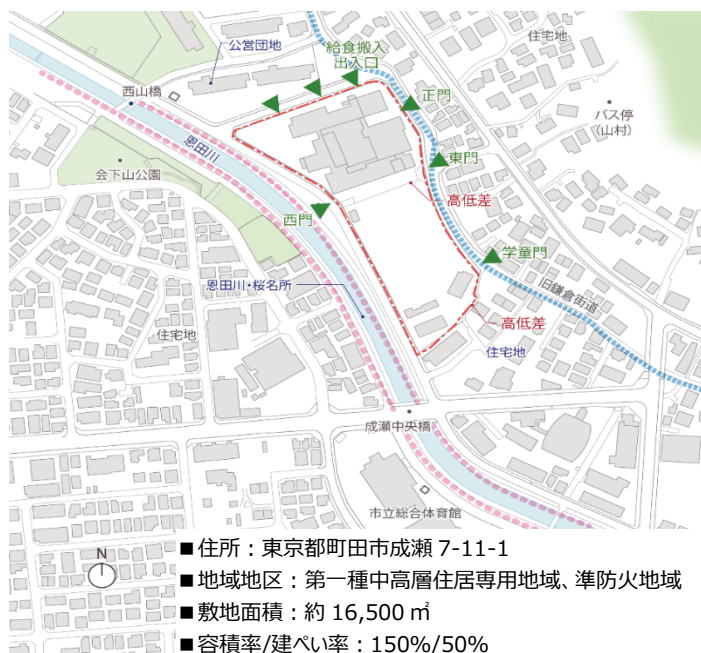 公営団地
給食搬入
出入口
住宅地
西山橋
正門
バス停
(山村)
恩田川
東門
会下山公園
高低差
西門
学童門
恩田川・桜名所
旧鎌倉街道
高低差
住宅地
住宅地
成瀬中央橋
市立総合体育館
N
■住所：東京都町田市成瀬 7-11-1
■地域地区：第一種中高層住居専用地域、準防火地域
■敷地面積：約 16,500 ㎡
■容積率/建ぺい率：150%/50%